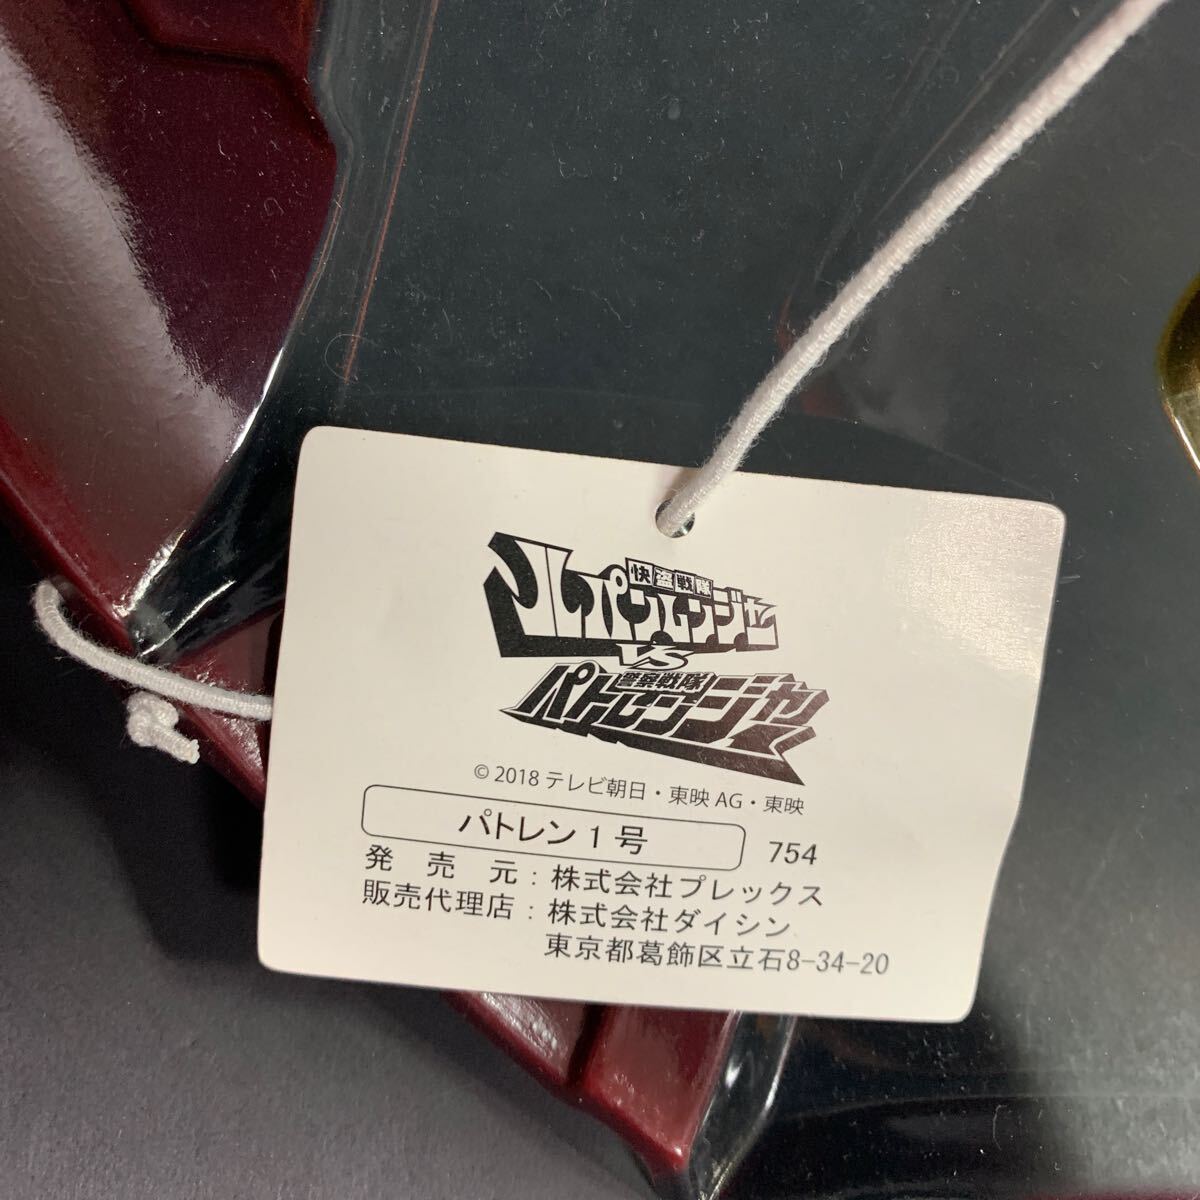 快盗戦隊
ルパンレンジャー
VS
警察戦隊
パトレンジャー
© 2018 テレビ朝日・東映 AG・東映
パトレン1号 754
発売元：株式会社プレックス
販売代理店：株式会社ダイシン
東京都葛飾区立石8-34-20